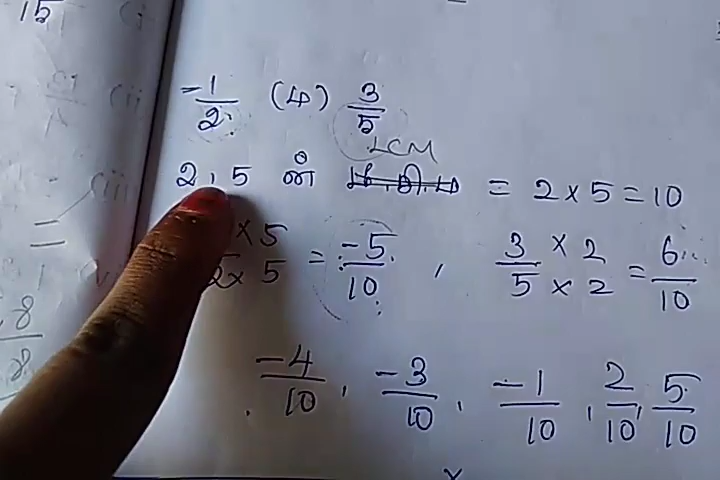 -1/2 (4) 3/5
LCM
2, 5 ன் = 2 × 5 = 10
× 5 / 2 × 5 = -5/10 , 3 × 2 / 5 × 2 = 6/10
-4/10 , -3/10 , -1/10 , 2/10 , 5/10